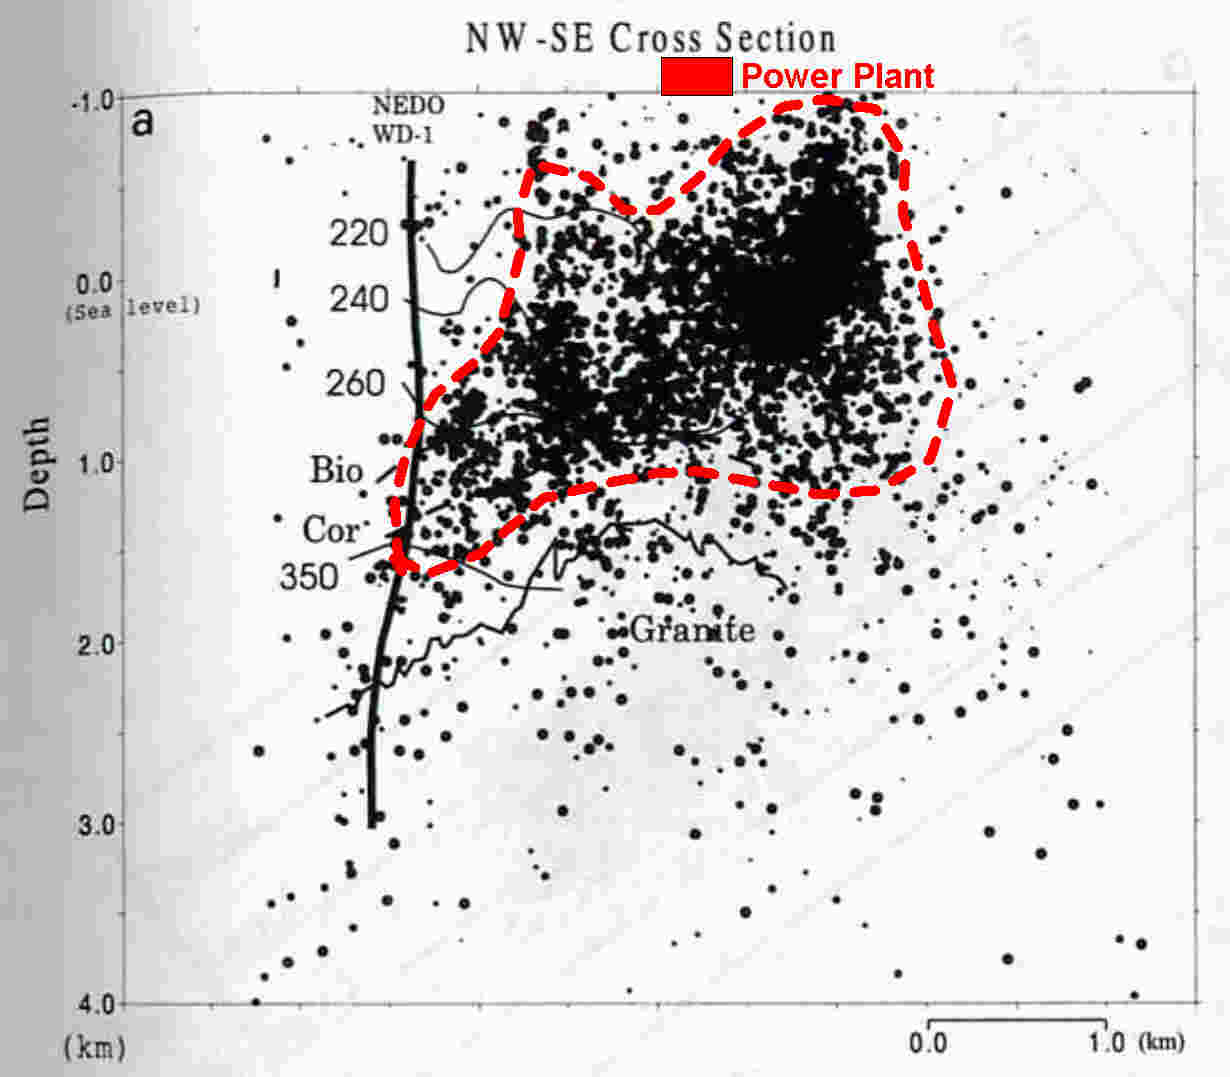 NW-SE Cross Section
Power Plant
-1.0
a
NEDO
WD-1
220
0.0
(Sea level)
240
260
Depth
1.0
Bio
Cor
350
2.0
Granite
3.0
4.0
(km)
0.0
1.0 (km)